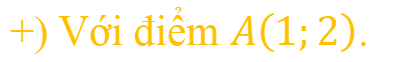 +) Với điểm A(1; 2).